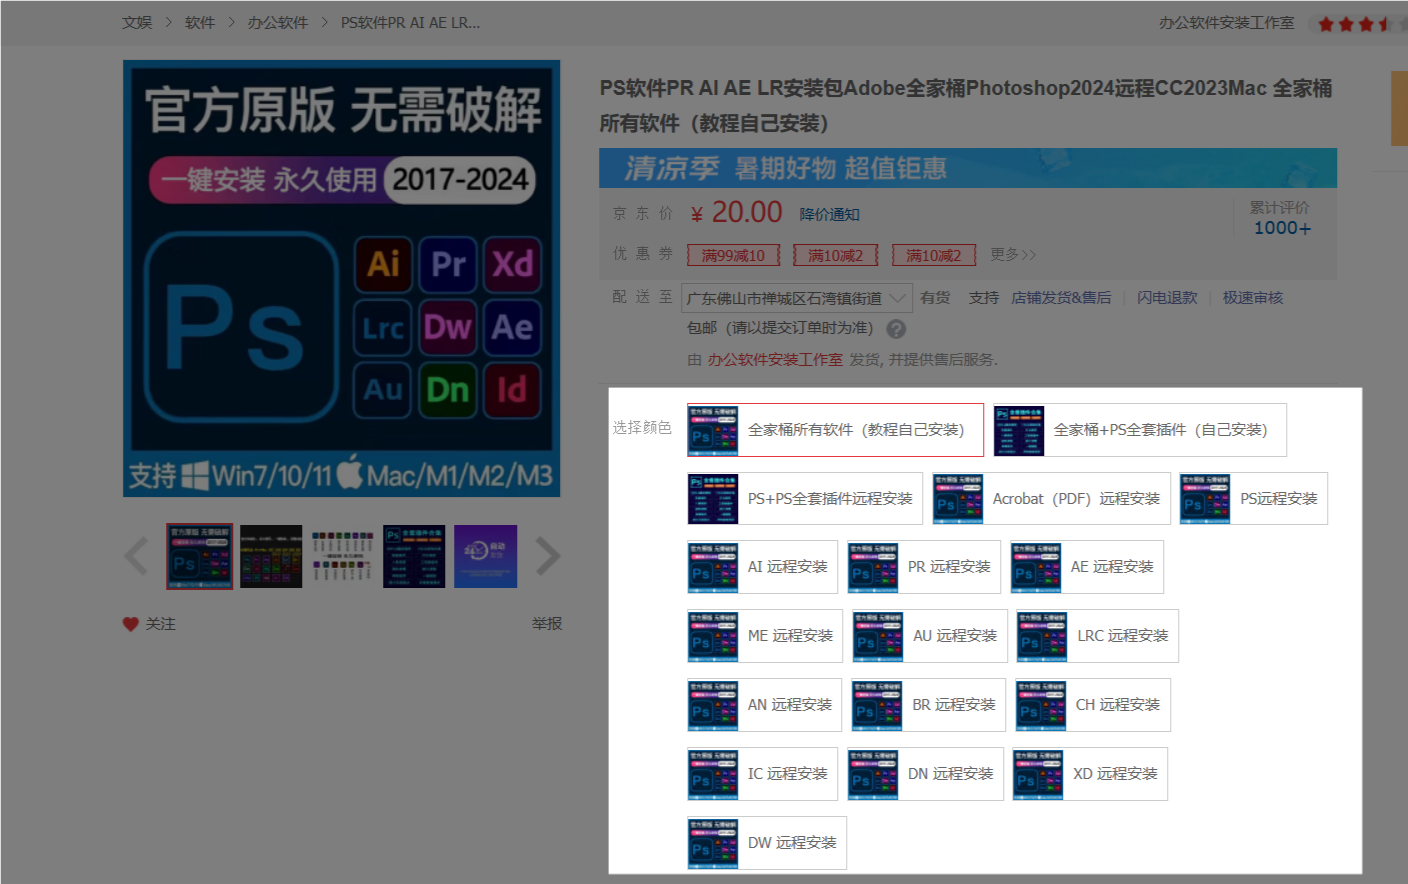 文娱 > 软件 > 办公软件 > PS软件PR AI AE LR...
办公软件安装工作室
官方原版 无需破解
一键安装 永久使用 2017-2024
Ps
Ai Pr Xd
Lrc Dw Ae
Au Dn Id
支持 Win7/10/11 Mac/M1/M2/M3
关注
举报
PS软件PR AI AE LR安装包Adobe全家桶Photoshop2024远程CC2023Mac 全家桶
所有软件（教程自己安装）
清凉季 暑期好物 超值钜惠
京东价 ¥ 20.00 降价通知
累计评价
1000+
优惠券 满99减10 满10减2 满10减2 更多>>
配送至 广东佛山市禅城区石湾镇街道 有货 支持 店铺发货&售后 闪电退款 极速审核
包邮（请以提交订单时为准） ?
由 办公软件安装工作室 发货, 并提供售后服务.
选择颜色 全家桶所有软件（教程自己安装） 全家桶+PS全套插件（自己安装）
PS+PS全套插件远程安装 Acrobat（PDF）远程安装 PS远程安装
AI 远程安装 PR 远程安装 AE 远程安装
ME 远程安装 AU 远程安装 LRC 远程安装
AN 远程安装 BR 远程安装 CH 远程安装
IC 远程安装 DN 远程安装 XD 远程安装
DW 远程安装